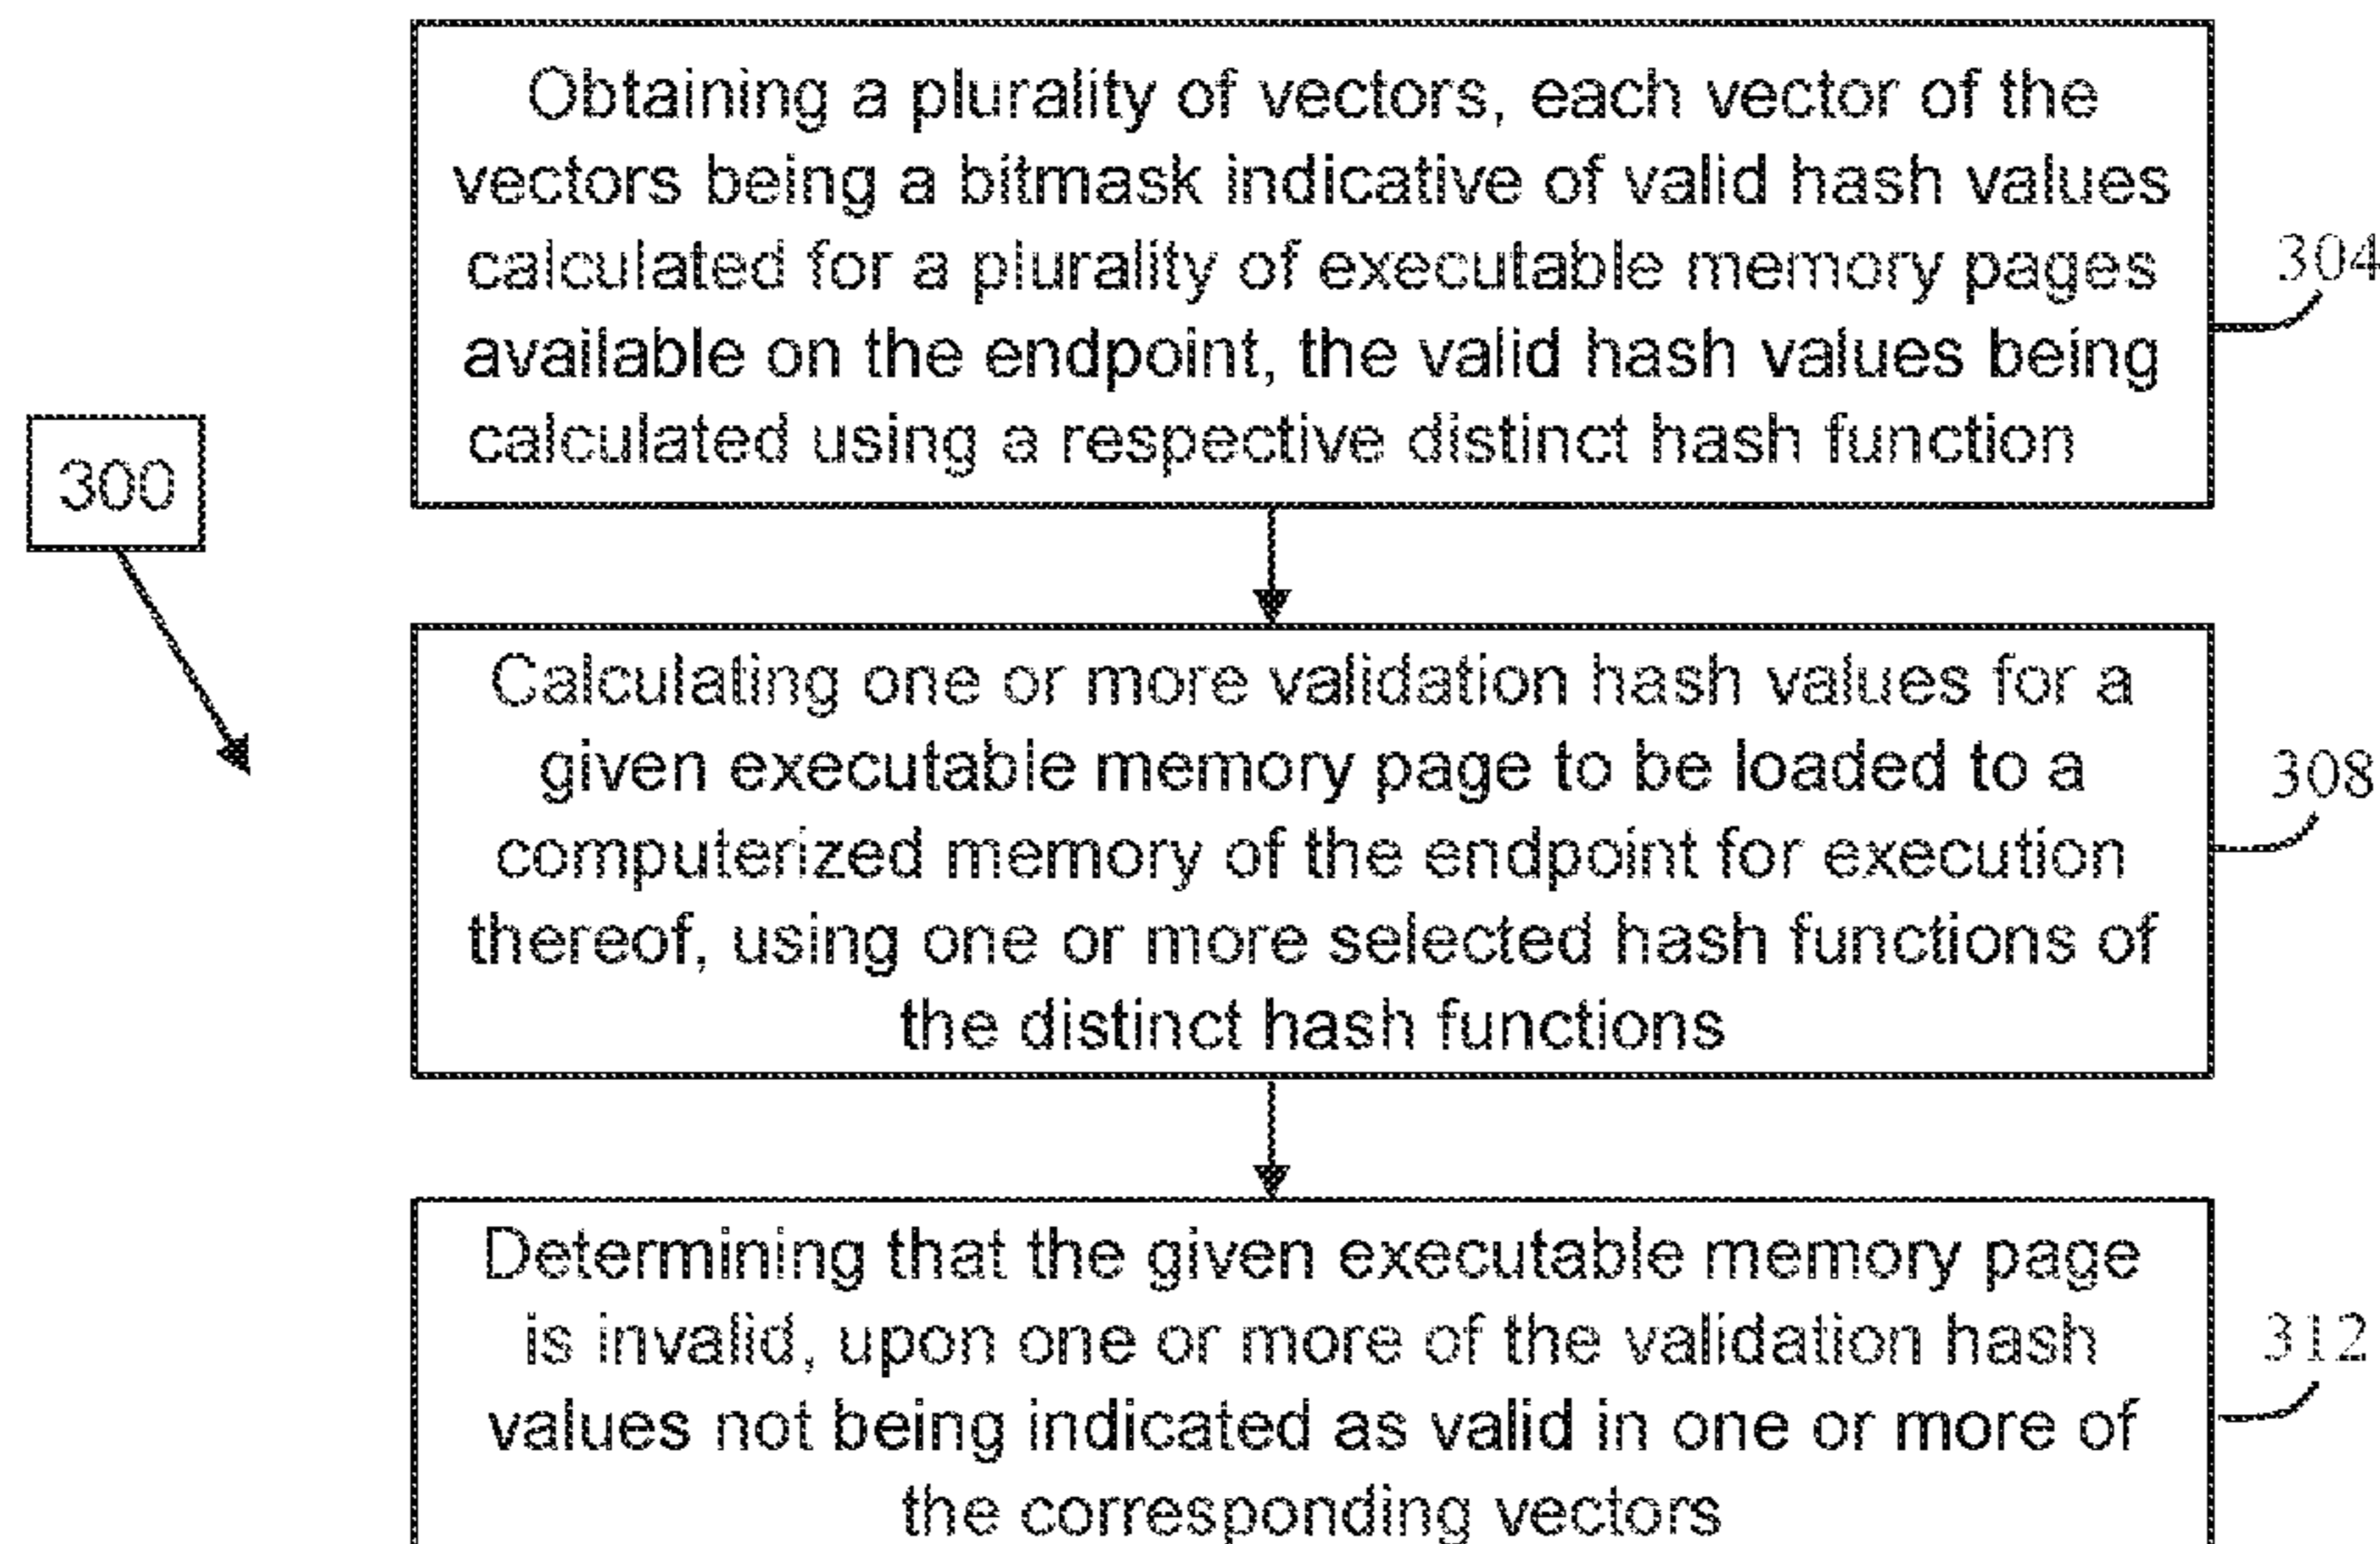 Obtaining a plurality of vectors, each vector of the
vectors being a bitmask indicative of valid hash values
calculated for a plurality of executable memory pages
available on the endpoint, the valid hash values being
calculated using a respective distinct hash function
304
300
Calculating one or more validation hash values for a
given executable memory page to be loaded to a
computerized memory of the endpoint for execution
thereof, using one or more selected hash functions of
the distinct hash functions
308
Determining that the given executable memory page
is invalid, upon one or more of the validation hash
values not being indicated as valid in one or more of
the corresponding vectors
312